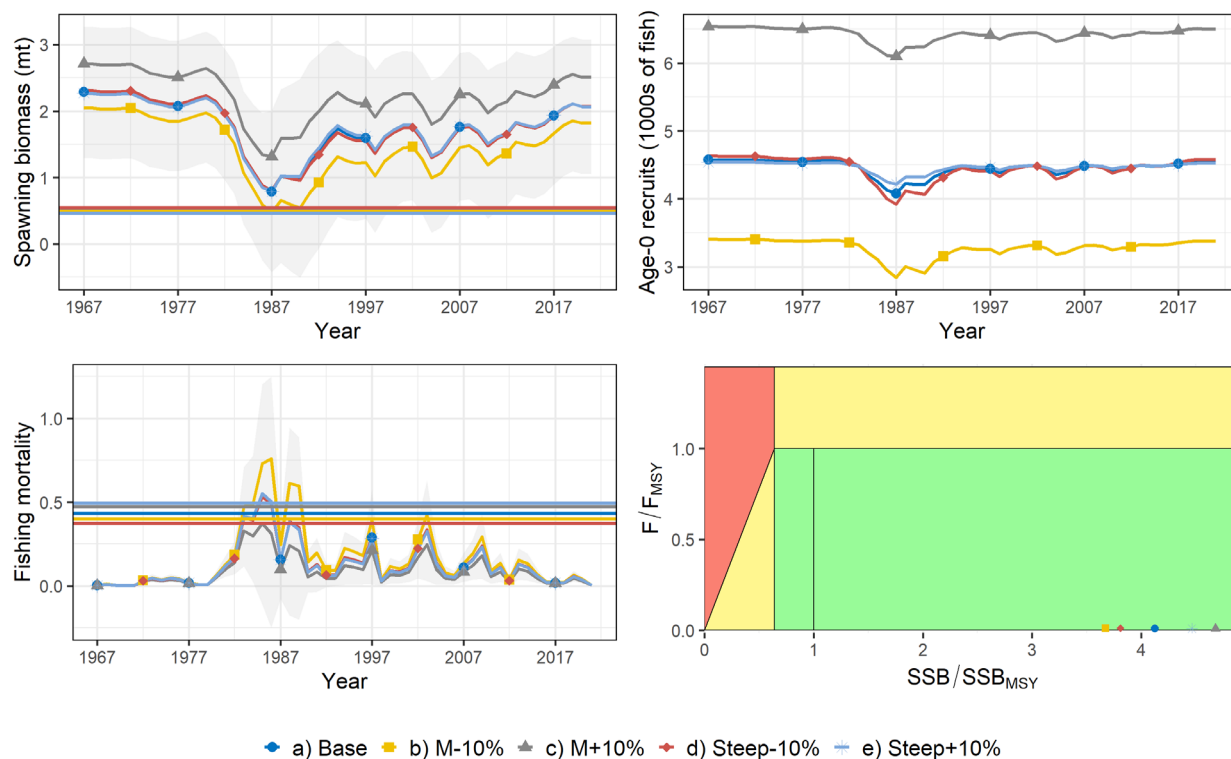 Spawning biomass (mt)
3
2
1
0
1967 1977 1987 1997 2007 2017
Year
Age-0 recruits (1000s of fish)
6
5
4
3
1967 1977 1987 1997 2007 2017
Year
Fishing mortality
1.0
0.5
0.0
1967 1977 1987 1997 2007 2017
Year
F/FMSY
1.0
0.5
0.0
0 1 2 3 4
SSB/SSBMSY
a) Base b) M-10% c) M+10% d) Steep-10% e) Steep+10%